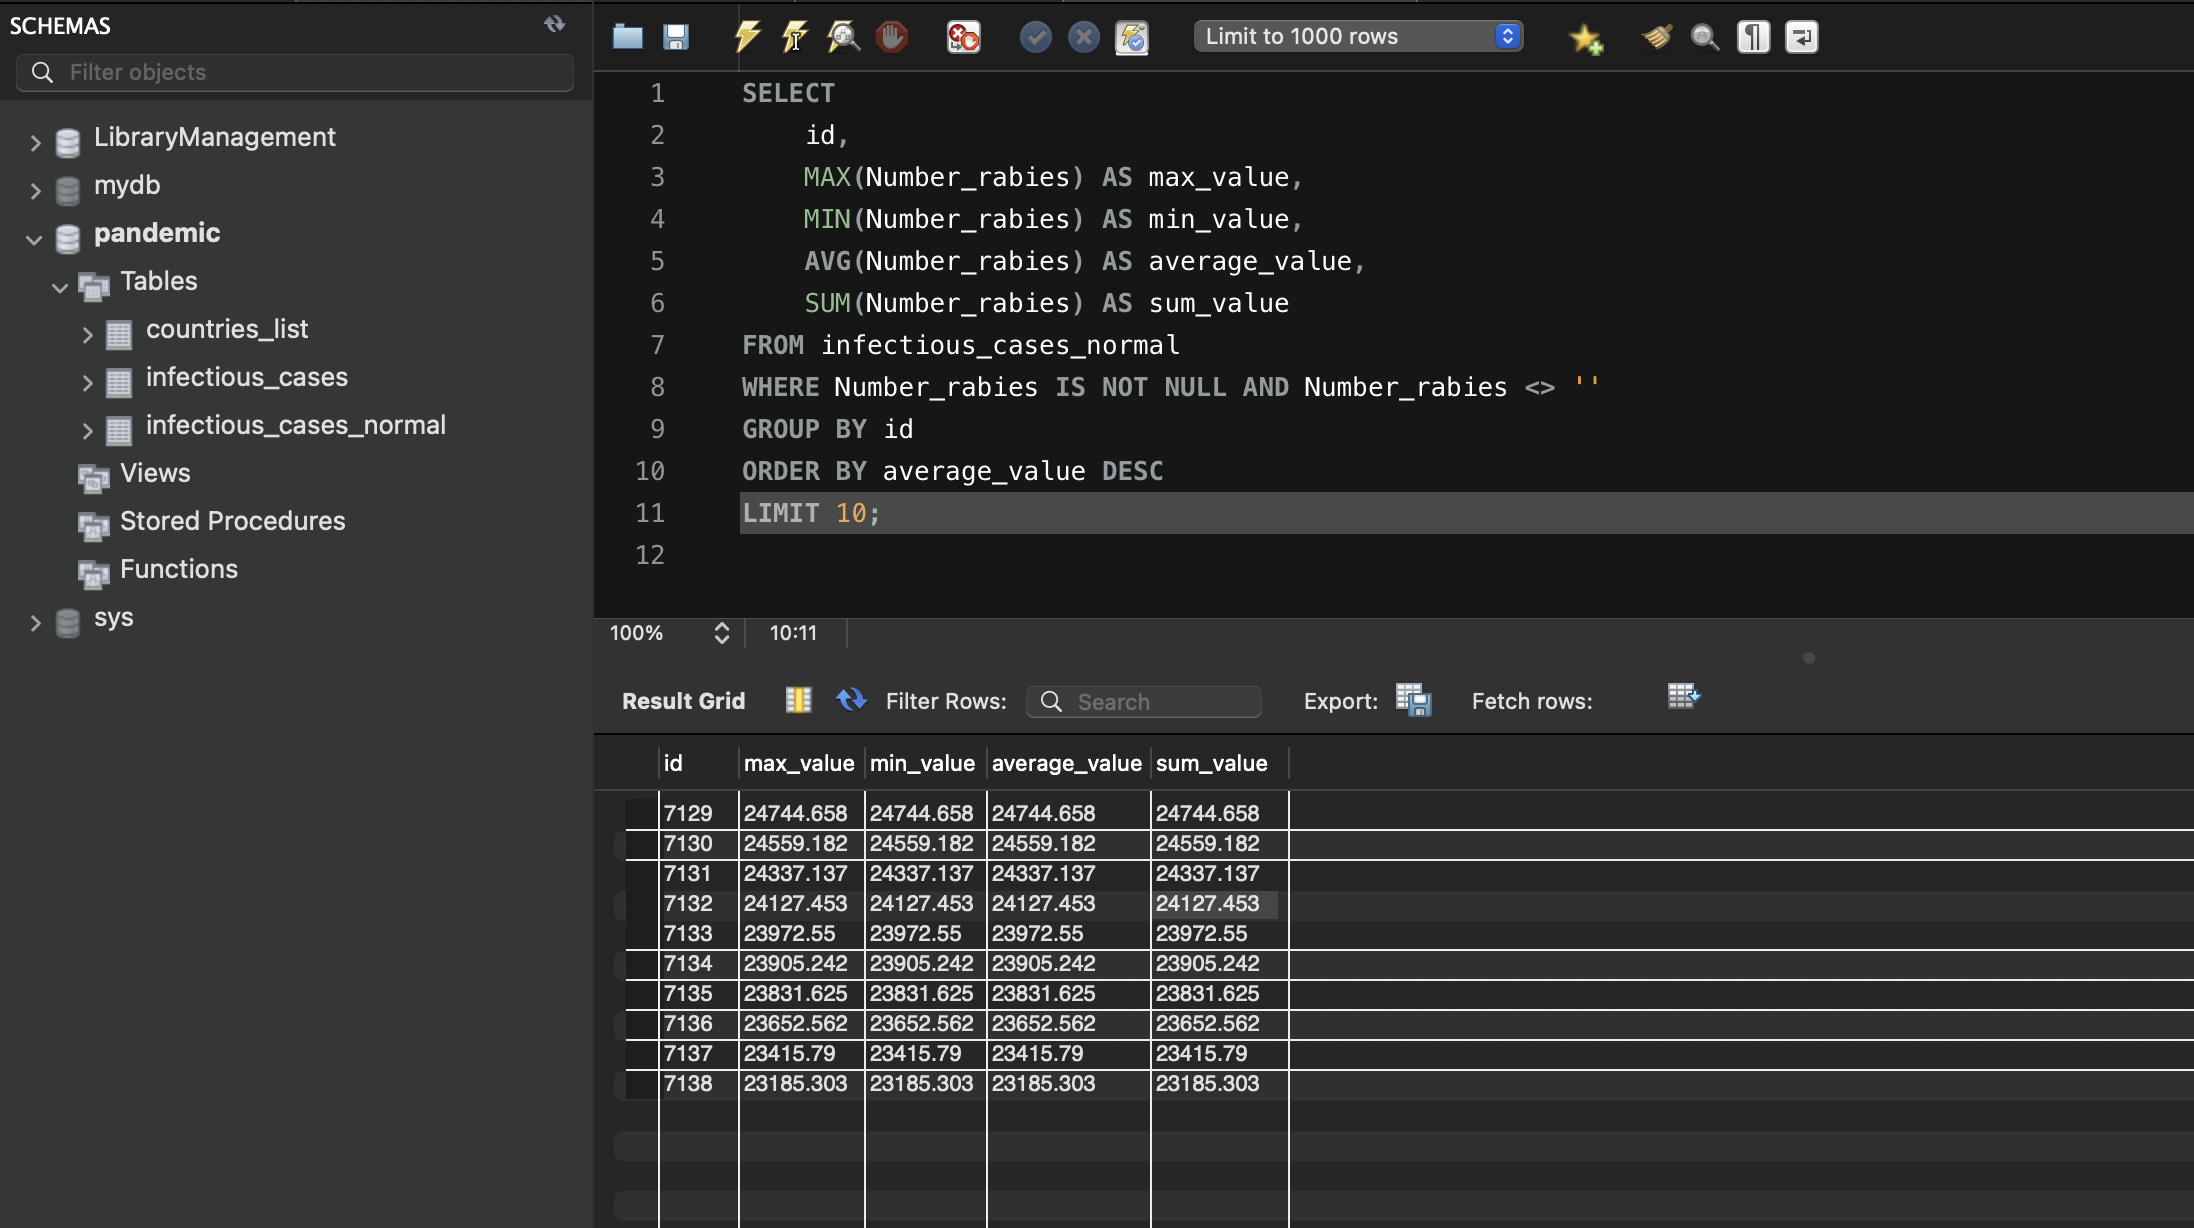 SCHEMAS
Filter objects
LibraryManagement
mydb
pandemic
Tables
countries_list
infectious_cases
infectious_cases_normal
Views
Stored Procedures
Functions
sys
Limit to 1000 rows
1 SELECT
2 id,
3 MAX(Number_rabies) AS max_value,
4 MIN(Number_rabies) AS min_value,
5 AVG(Number_rabies) AS average_value,
6 SUM(Number_rabies) AS sum_value
7 FROM infectious_cases_normal
8 WHERE Number_rabies IS NOT NULL AND Number_rabies <> ''
9 GROUP BY id
10 ORDER BY average_value DESC
11 LIMIT 10;
12
100% 10:11
Result Grid Filter Rows: Search Export: Fetch rows:
id max_value min_value average_value sum_value
7129 24744.658 24744.658 24744.658 24744.658
7130 24559.182 24559.182 24559.182 24559.182
7131 24337.137 24337.137 24337.137 24337.137
7132 24127.453 24127.453 24127.453 24127.453
7133 23972.55 23972.55 23972.55 23972.55
7134 23905.242 23905.242 23905.242 23905.242
7135 23831.625 23831.625 23831.625 23831.625
7136 23652.562 23652.562 23652.562 23652.562
7137 23415.79 23415.79 23415.79 23415.79
7138 23185.303 23185.303 23185.303 23185.303